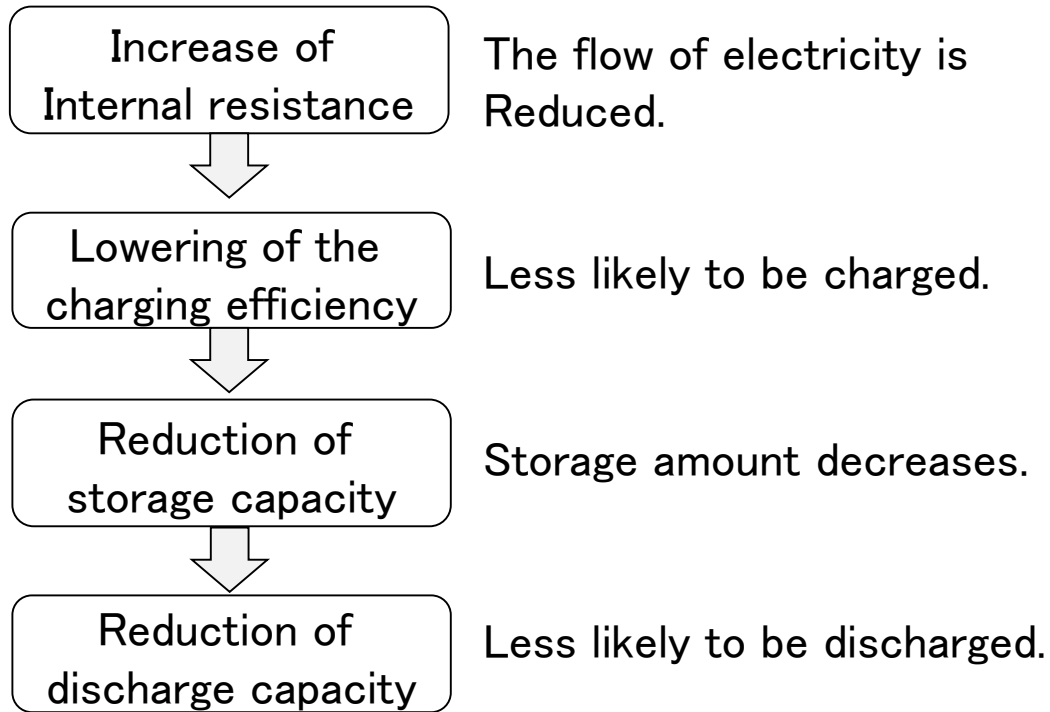 Increase of
Internal resistance
The flow of electricity is
Reduced.
Lowering of the
charging efficiency
Less likely to be charged.
Reduction of
storage capacity
Storage amount decreases.
Reduction of
discharge capacity
Less likely to be discharged.